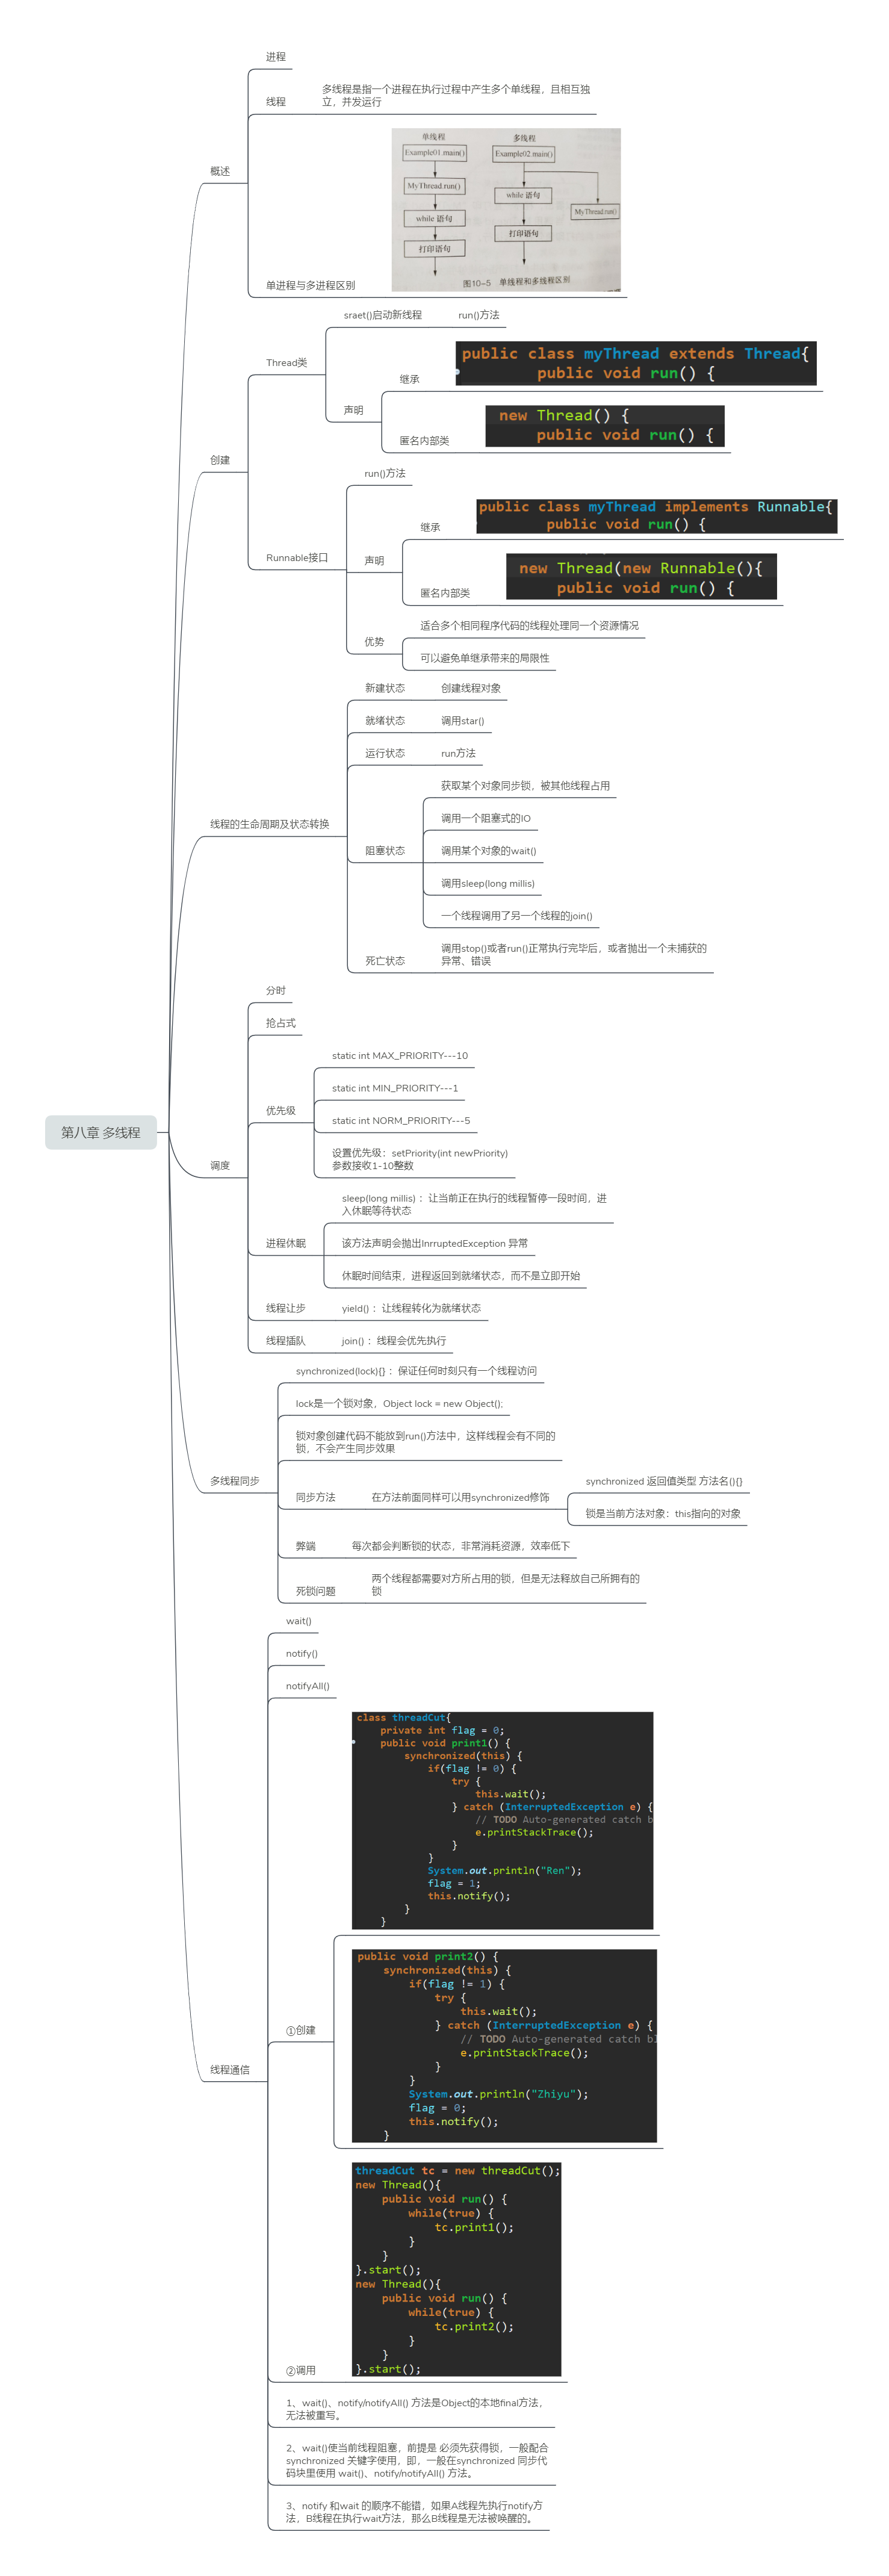 进程
多线程是指一个进程在执行过程中产生多个单线程，且相互独
立，并发运行
线程
概述
单线程
多线程
Example01.main()
Example02.main()
MyThread.run()
while 语句
while 语句
MyThread.run()
打印语句
打印语句
图10-5 单线程和多线程区别
单进程与多进程区别
sraet()启动新线程
run()方法
Thread类
public class myThread extends Thread{
public void run() {
继承
声明
new Thread() {
public void run() {
匿名内部类
创建
run()方法
public class myThread implements Runnable{
public void run() {
继承
Runnable接口
声明
new Thread(new Runnable(){
public void run() {
匿名内部类
适合多个相同程序代码的线程处理同一个资源情况
优势
可以避免单继承带来的局限性
新建状态
创建线程对象
就绪状态
调用star()
运行状态
run方法
获取某个对象同步锁，被其他线程占用
调用一个阻塞式的IO
线程的生命周期及状态转换
阻塞状态
调用某个对象的wait()
调用sleep(long millis)
一个线程调用了另一个线程的join()
调用stop()或者run()正常执行完毕后，或者抛出一个未捕获的
异常、错误
死亡状态
分时
抢占式
static int MAX_PRIORITY---10
static int MIN_PRIORITY---1
优先级
static int NORM_PRIORITY---5
第八章 多线程
设置优先级：setPriority(int newPriority)
参数接收1-10整数
调度
sleep(long millis) ：让当前正在执行的线程暂停一段时间，进
入休眠等待状态
进程休眠
该方法声明会抛出InrruptedException 异常
休眠时间结束，进程返回到就绪状态，而不是立即开始
线程让步
yield() ：让线程转化为就绪状态
线程插队
join() ：线程会优先执行
synchronized(lock){} ：保证任何时刻只有一个线程访问
lock是一个锁对象，Object lock = new Object();
锁对象创建代码不能放到run()方法中，这样线程会有不同的
锁，不会产生同步效果
多线程同步
synchronized 返回值类型 方法名(){}
同步方法
在方法前面同样可以用synchronized修饰
锁是当前方法对象：this指向的对象
弊端
每次都会判断锁的状态，非常消耗资源，效率低下
两个线程都需要对方所占用的锁，但是无法释放自己所拥有的
锁
死锁问题
wait()
notify()
notifyAll()
class threadCut{
private int flag = 0;
public void print1() {
synchronized(this) {
if(flag != 0) {
try {
this.wait();
} catch (InterruptedException e) {
// TODO Auto-generated catch b
e.printStackTrace();
}
}
System.out.println("Ren");
flag = 1;
this.notify();
}
}
①创建
public void print2() {
synchronized(this) {
if(flag != 1) {
try {
this.wait();
} catch (InterruptedException e) {
// TODO Auto-generated catch bl
e.printStackTrace();
}
}
System.out.println("Zhiyu");
flag = 0;
this.notify();
}
线程通信
threadCut tc = new threadCut();
new Thread(){
public void run() {
while(true) {
tc.print1();
}
}
}.start();
new Thread(){
public void run() {
while(true) {
tc.print2();
}
}
}.start();
②调用
1、wait()、notify/notifyAll() 方法是Object的本地final方法，
无法被重写。
2、wait()使当前线程阻塞，前提是 必须先获得锁，一般配合
synchronized 关键字使用，即，一般在synchronized 同步代
码块里使用 wait()、notify/notifyAll() 方法。
3、notify 和wait 的顺序不能错，如果A线程先执行notify方
法，B线程在执行wait方法，那么B线程是无法被唤醒的。